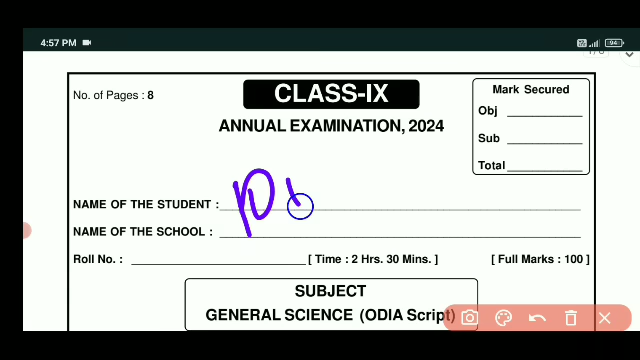 4:57 PM
94
No. of Pages : 8
CLASS-IX
ANNUAL EXAMINATION, 2024
Mark Secured
Obj
Sub
Total
NAME OF THE STUDENT :
NAME OF THE SCHOOL :
Roll No. :
[ Time : 2 Hrs. 30 Mins. ]
[ Full Marks : 100 ]
SUBJECT
GENERAL SCIENCE (ODIA Script)